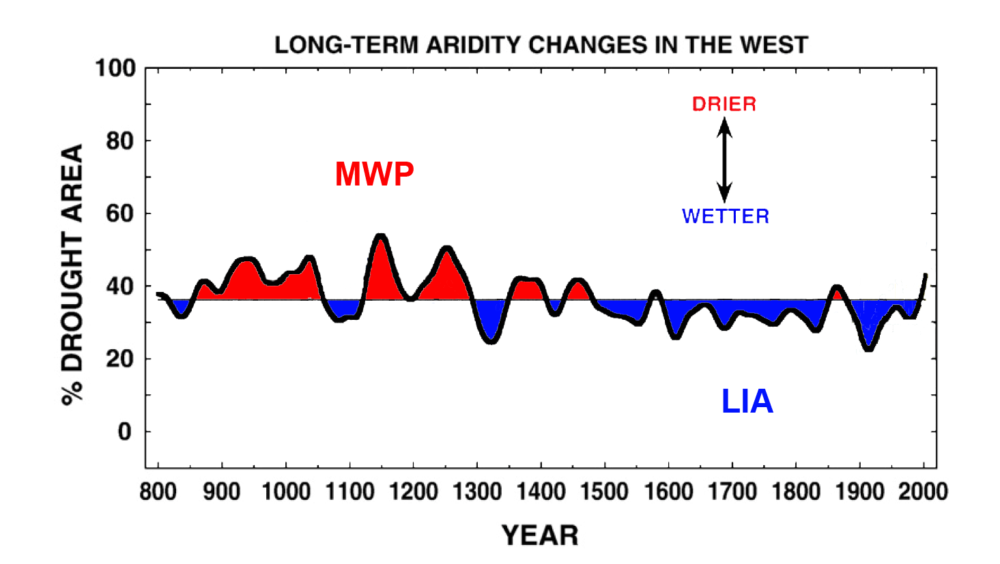 LONG-TERM ARIDITY CHANGES IN THE WEST
100
80
60
40
20
0
% DROUGHT AREA
DRIER
WETTER
MWP
LIA
800 900 1000 1100 1200 1300 1400 1500 1600 1700 1800 1900 2000
YEAR